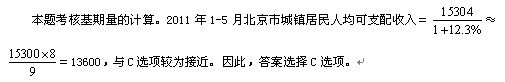 本题考核基期量的计算。2011 年 1-5 月北京市城镇居民人均可支配收入 = 15304 / (1+12.3%) ≈
15300×8 / 9 = 13600，与 C 选项较为接近。因此，答案选择 C 选项。